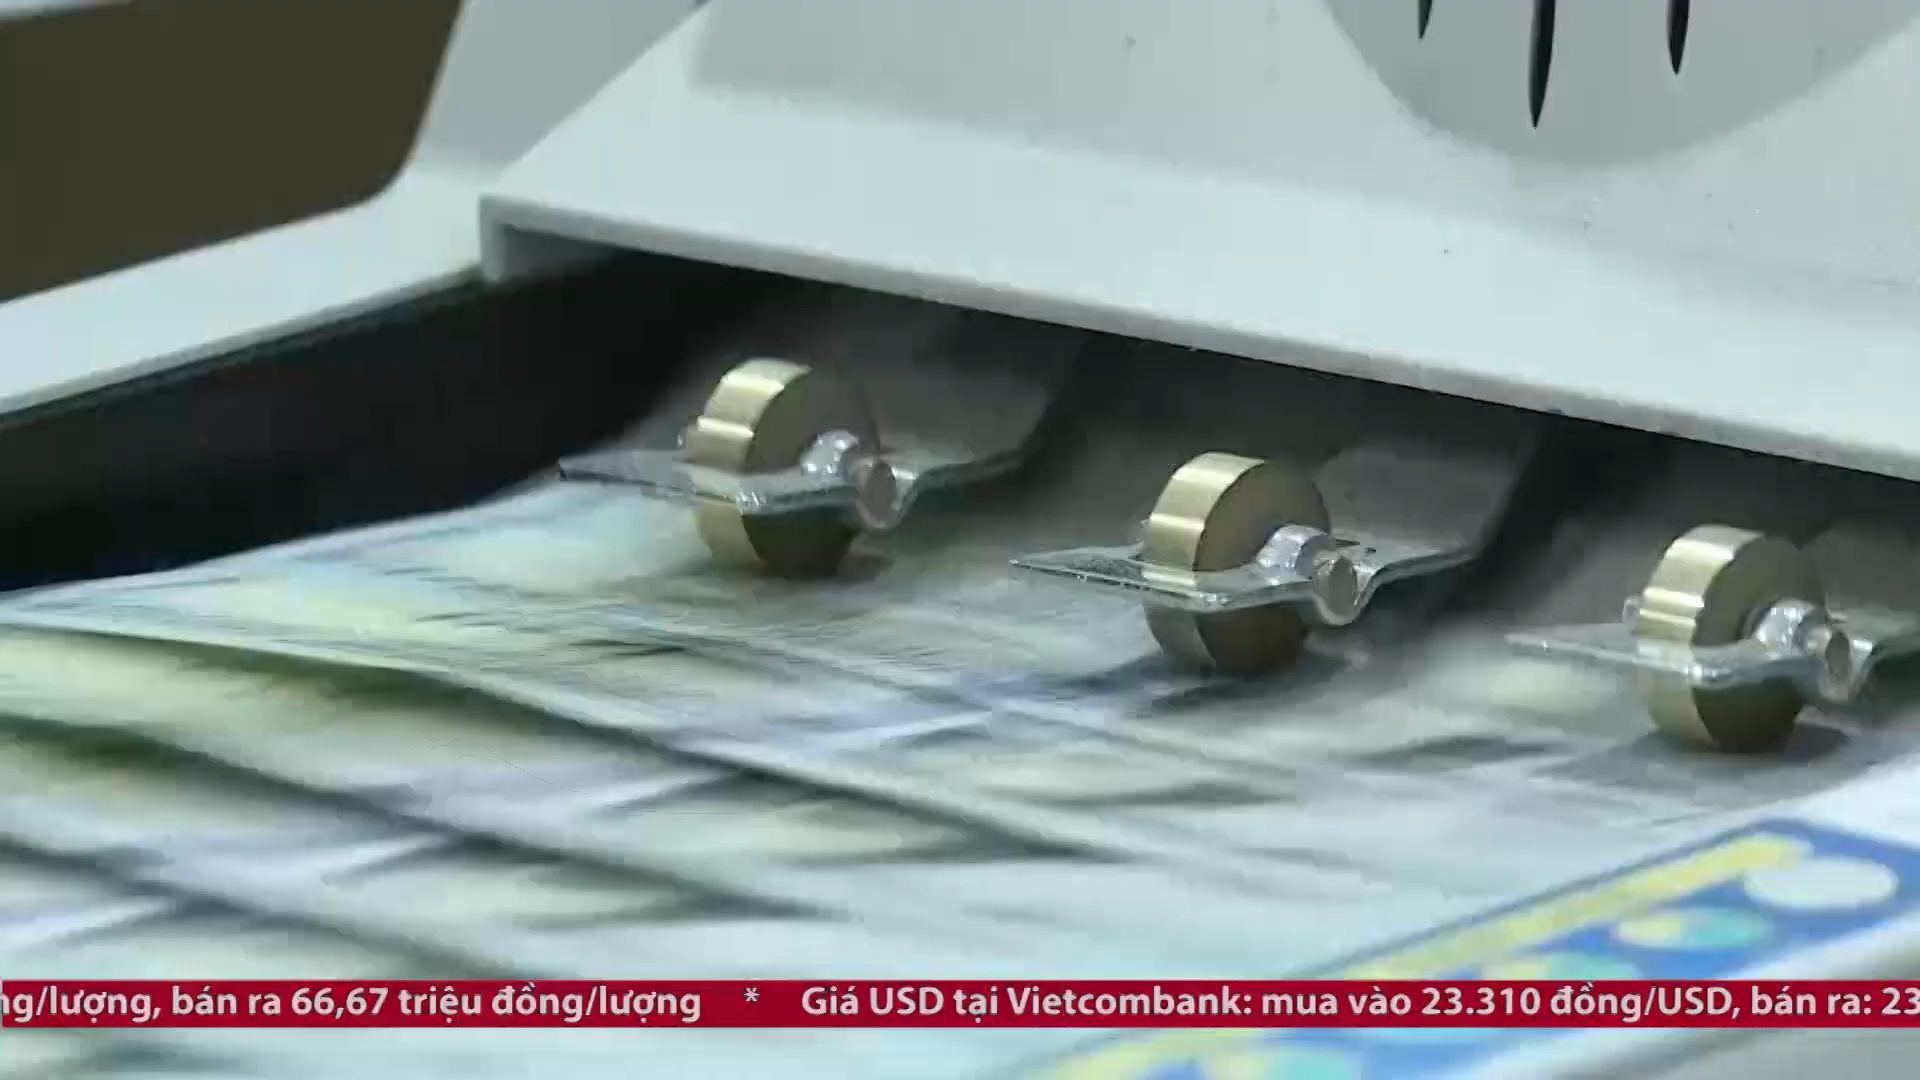 ng/lượng, bán ra 66,67 triệu đồng/lượng * Giá USD tại Vietcombank: mua vào 23.310 đồng/USD, bán ra: 23